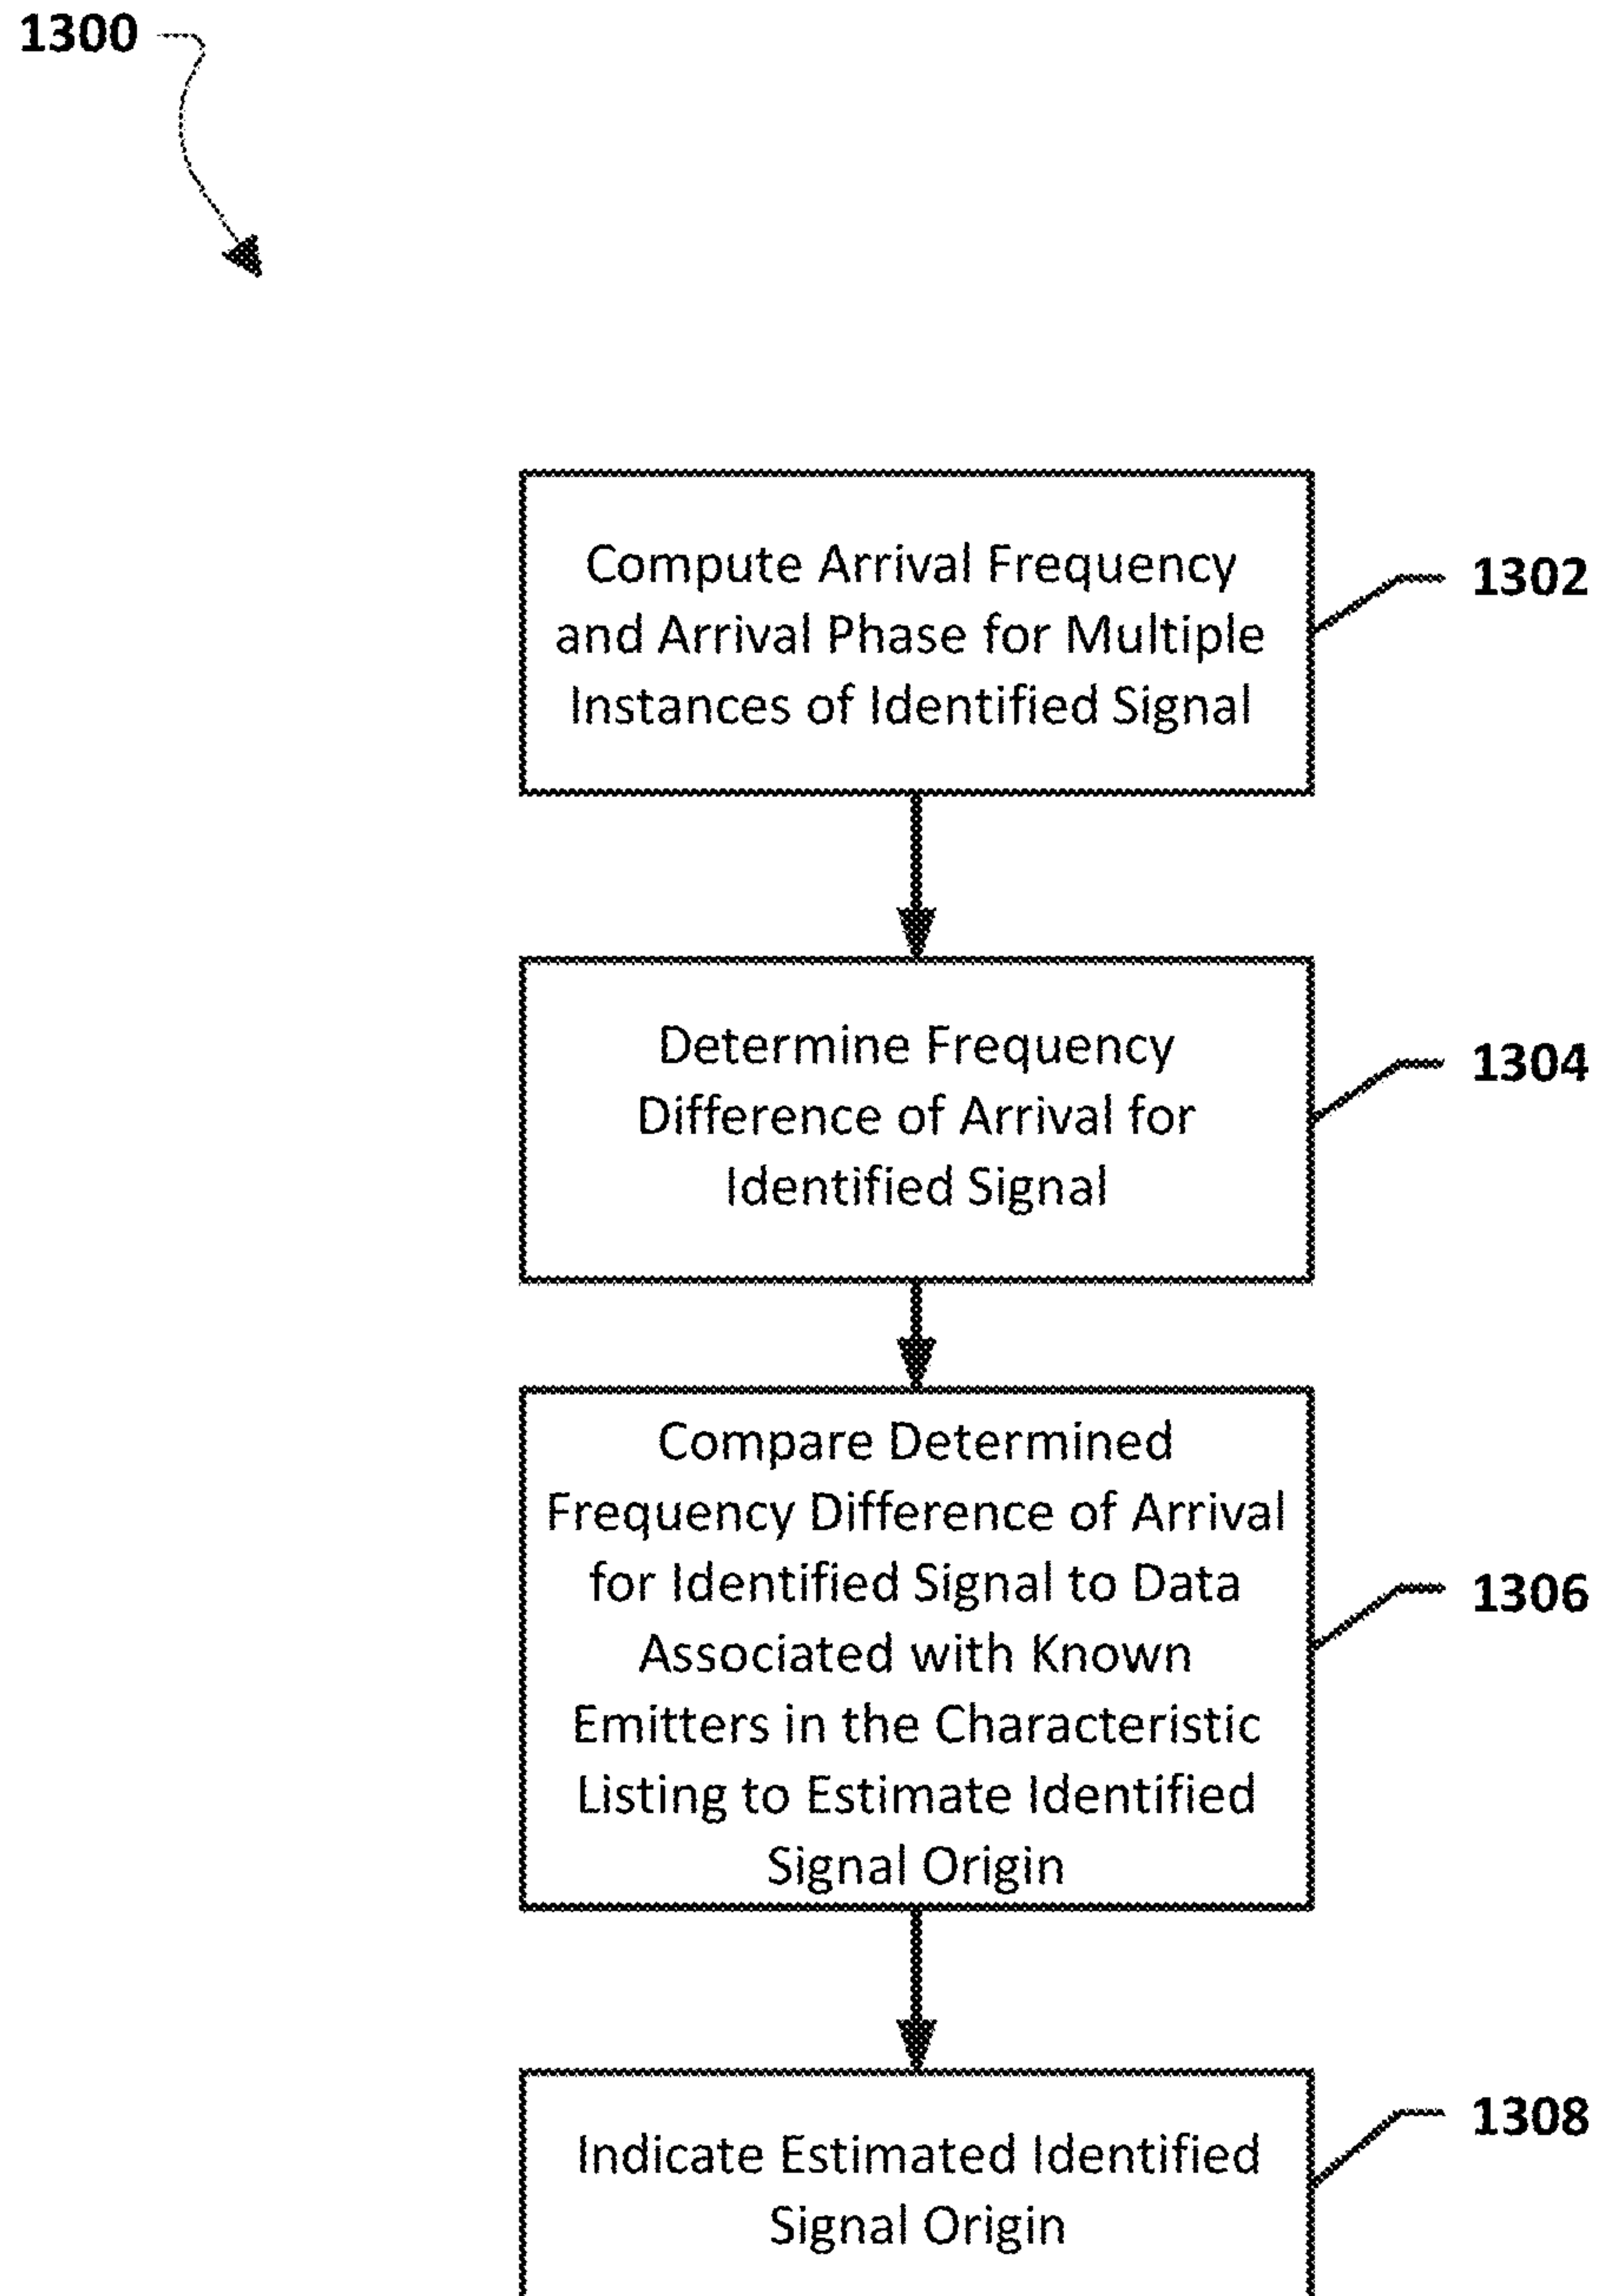 1300
Compute Arrival Frequency
and Arrival Phase for Multiple
Instances of Identified Signal
1302
Determine Frequency
Difference of Arrival for
Identified Signal
1304
Compare Determined
Frequency Difference of Arrival
for Identified Signal to Data
Associated with Known
Emitters in the Characteristic
Listing to Estimate Identified
Signal Origin
1306
Indicate Estimated Identified
Signal Origin
1308